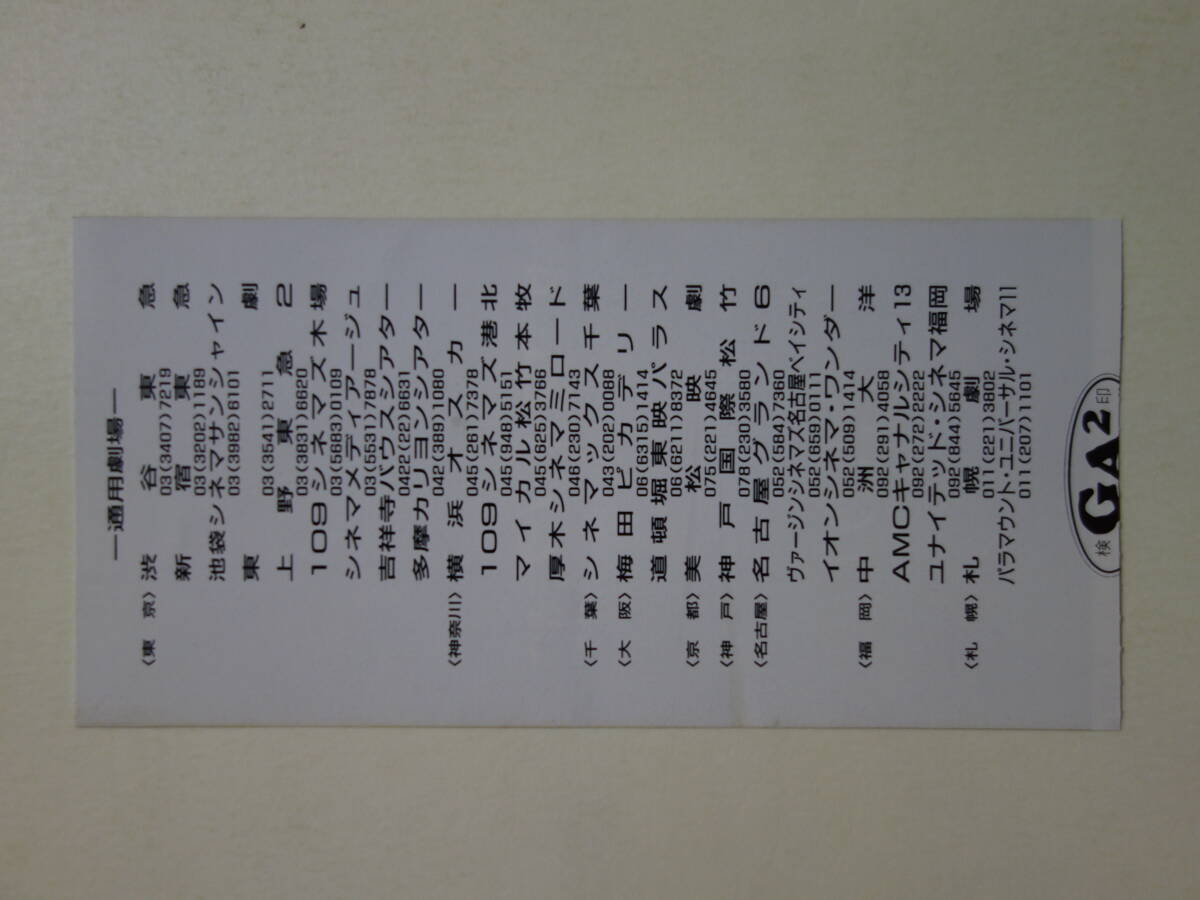 ―通用劇場―
〈東 京〉渋谷東急
03(3407)7219
新宿東急
03(3202)1189
池袋シネマサンシャイン
03(3982)6101
東劇
03(3541)2711
上野東急2
03(3831)6620
109シネマズ木場
03(5683)0109
シネマメディアージュ
03(5531)7878
吉祥寺バウスシアター
0422(22)6631
多摩カリヨンシアター
042(389)1080
〈神奈川〉横浜オスカー
045(261)7378
109シネマズ港北
045(948)5151
マイカル松竹本牧
045(625)3766
厚木シネマミロード
046(230)7143
〈千 葉〉シネマックス千葉
043(202)0088
〈大 阪〉梅田ピカデリー
06(6315)1414
道頓堀東映パラス
06(6211)8372
〈京 都〉美松映劇
075(221)4645
〈神 戸〉神戸国際松竹
078(230)3580
〈名古屋〉名古屋グランド6
052(584)7360
ヴァージンシネマズ名古屋ベイシティ
052(659)0111
イオンシネマ・ワンダー
052(509)1414
〈福 岡〉中洲大洋
092(291)4058
AMCキャナルシティ13
092(272)2222
ユナイテッド・シネマ福岡
092(844)5645
〈札 幌〉札幌劇場
011(221)3802
パラマウント・ユニバーサル・シネマ11
011(207)1101
検 GA2 印